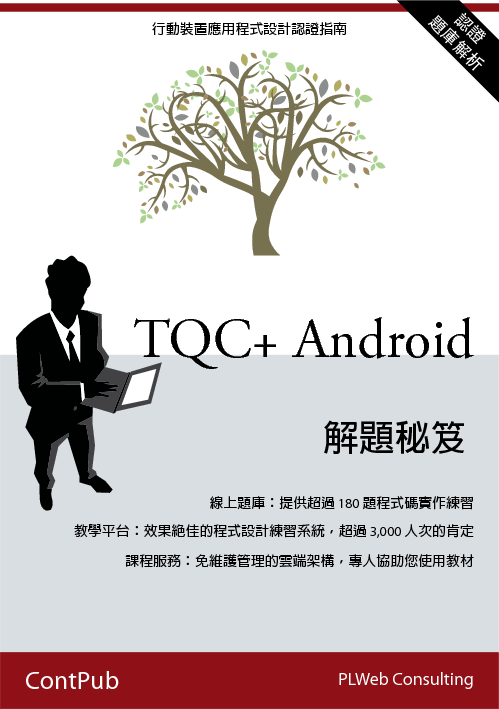 行動裝置應用程式設計認證指南
認證
題庫解析
TQC+ Android
解題秘笈
線上題庫：提供超過 180 題程式碼實作練習
教學平台：效果絕佳的程式設計練習系統，超過 3,000 人次的肯定
課程服務：免維護管理的雲端架構，專人協助您使用教材
ContPub
PLWeb Consulting